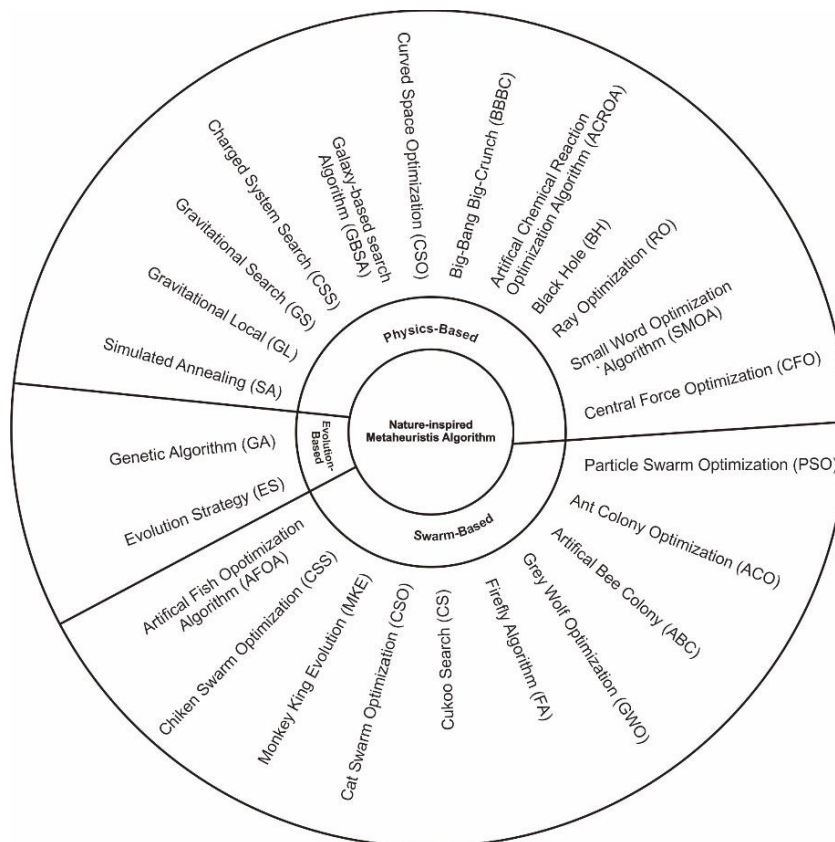 Nature-inspired
Metaheuristis Algorithm
Physics-Based
Simulated Annealing (SA)
Gravitational Local (GL)
Gravitational Search (GS)
Charged System Search (CSS)
Galaxy-based search
Algorithm (GBSA)
Curved Space Optimization (CSO)
Big-Bang Big-Crunch (BBBC)
Artifical Chemical Reaction
Optimization Algorithm (ACROA)
Black Hole (BH)
Ray Optimization (RO)
Small Word Optimization
`Algorithm (SMOA)
Central Force Optimization (CFO)
Swarm-Based
Particle Swarm Optimization (PSO)
Ant Colony Optimization (ACO)
Artifical Bee Colony (ABC)
Grey Wolf Optimization (GWO)
Firefly Algorithm (FA)
Cukoo Search (CS)
Cat Swarm Optimization (CSO)
Monkey King Evolution (MKE)
Chiken Swarm Optimization (CSS)
Artifical Fish Opotimization
Algorithm (AFOA)
Evolution-
Based
Evolution Strategy (ES)
Genetic Algorithm (GA)